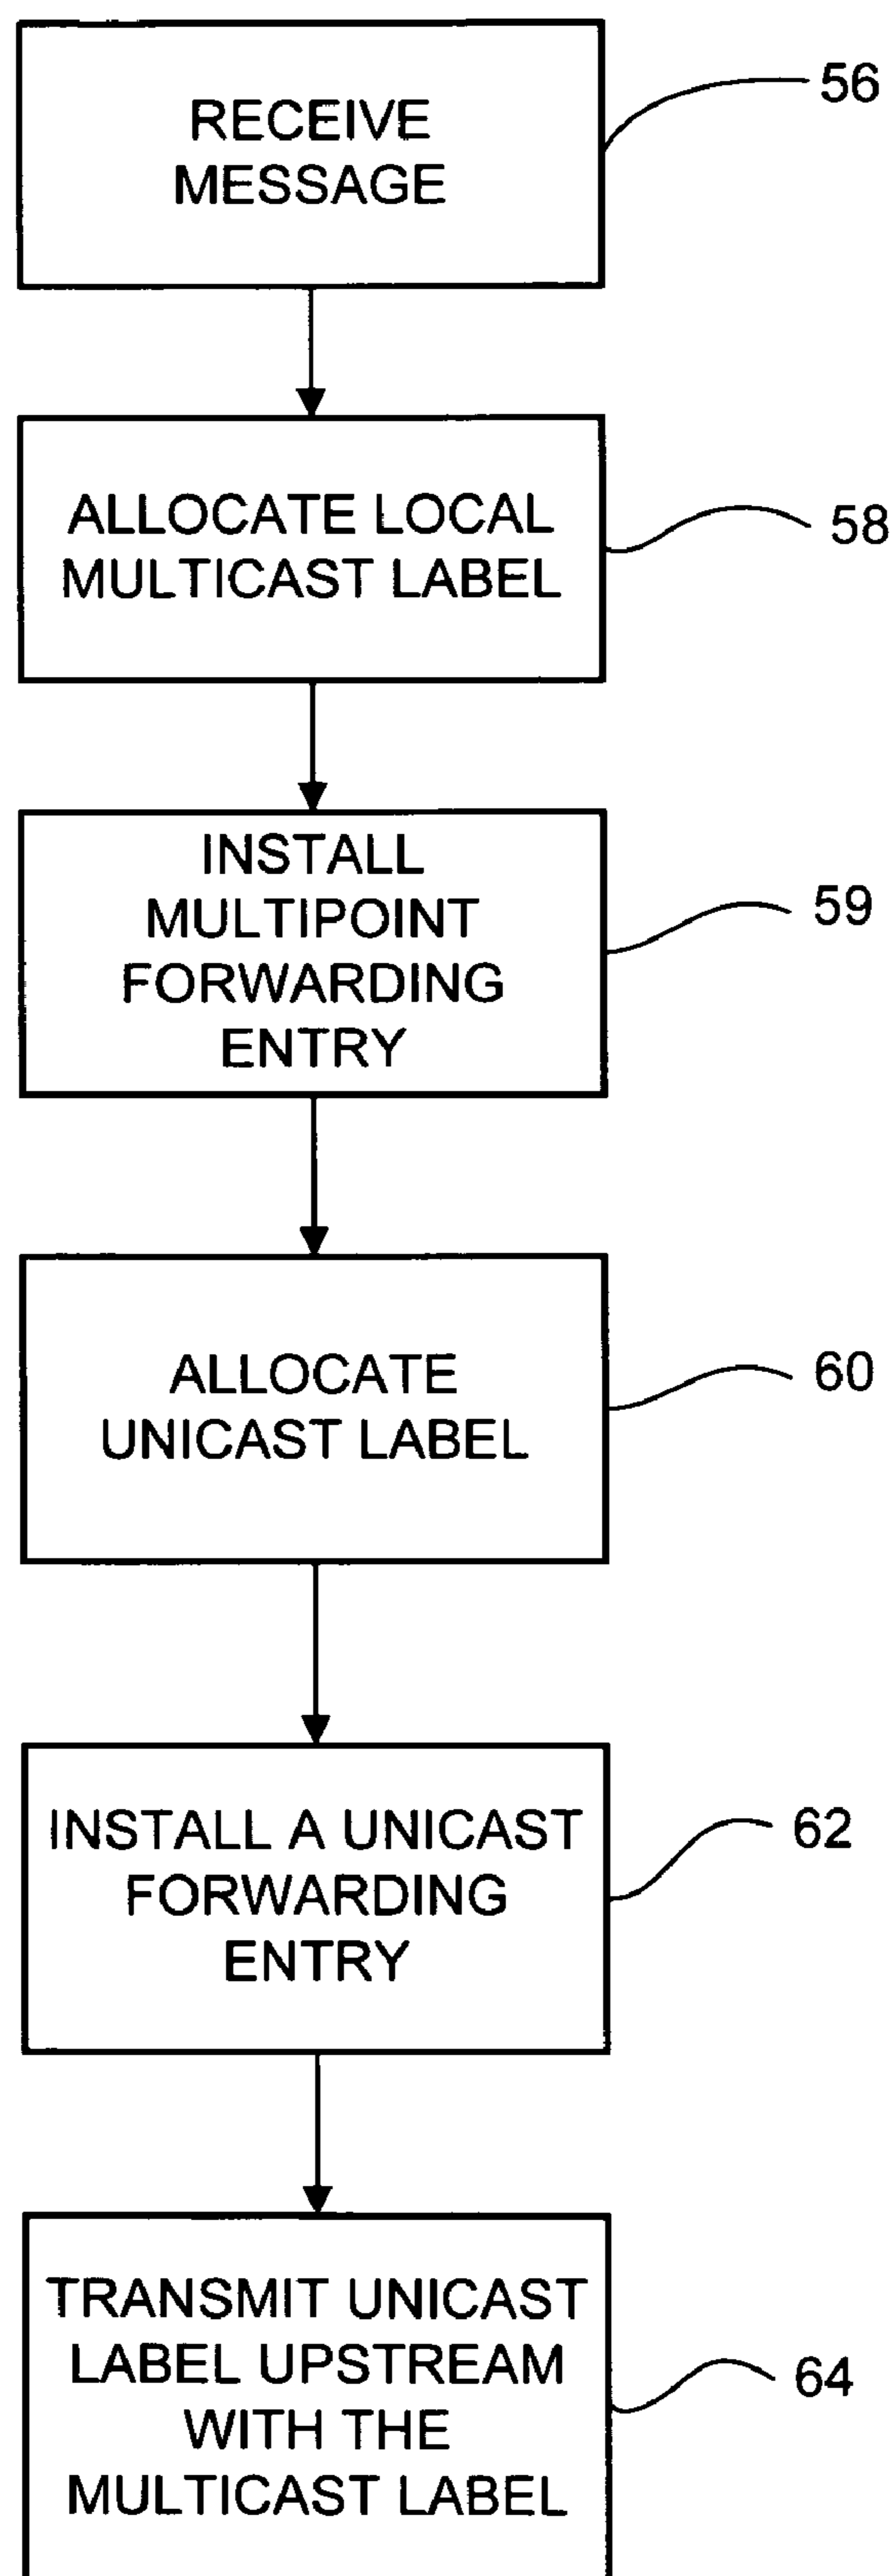 RECEIVE
MESSAGE
56
ALLOCATE LOCAL
MULTICAST LABEL
58
INSTALL
MULTIPOINT
FORWARDING
ENTRY
59
ALLOCATE
UNICAST LABEL
60
INSTALL A UNICAST
FORWARDING
ENTRY
62
TRANSMIT UNICAST
LABEL UPSTREAM
WITH THE
MULTICAST LABEL
64